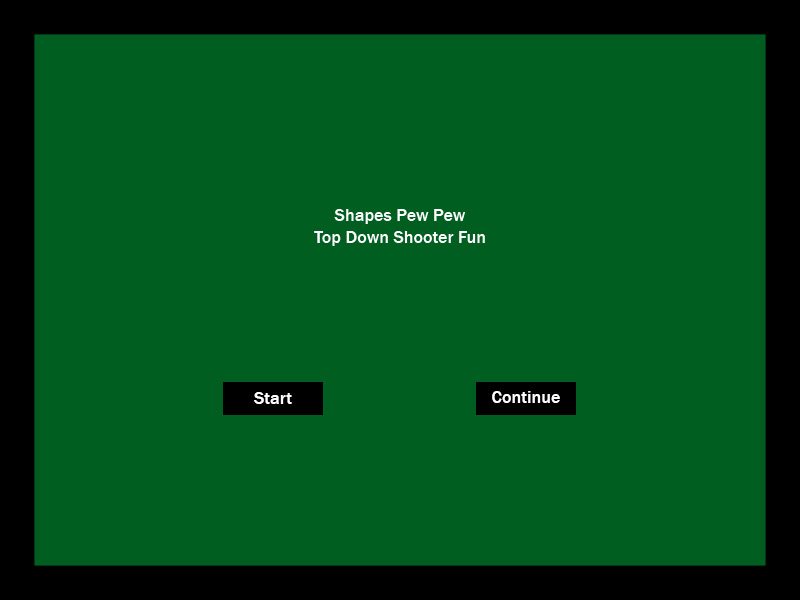 Shapes Pew Pew
Top Down Shooter Fun
Start
Continue